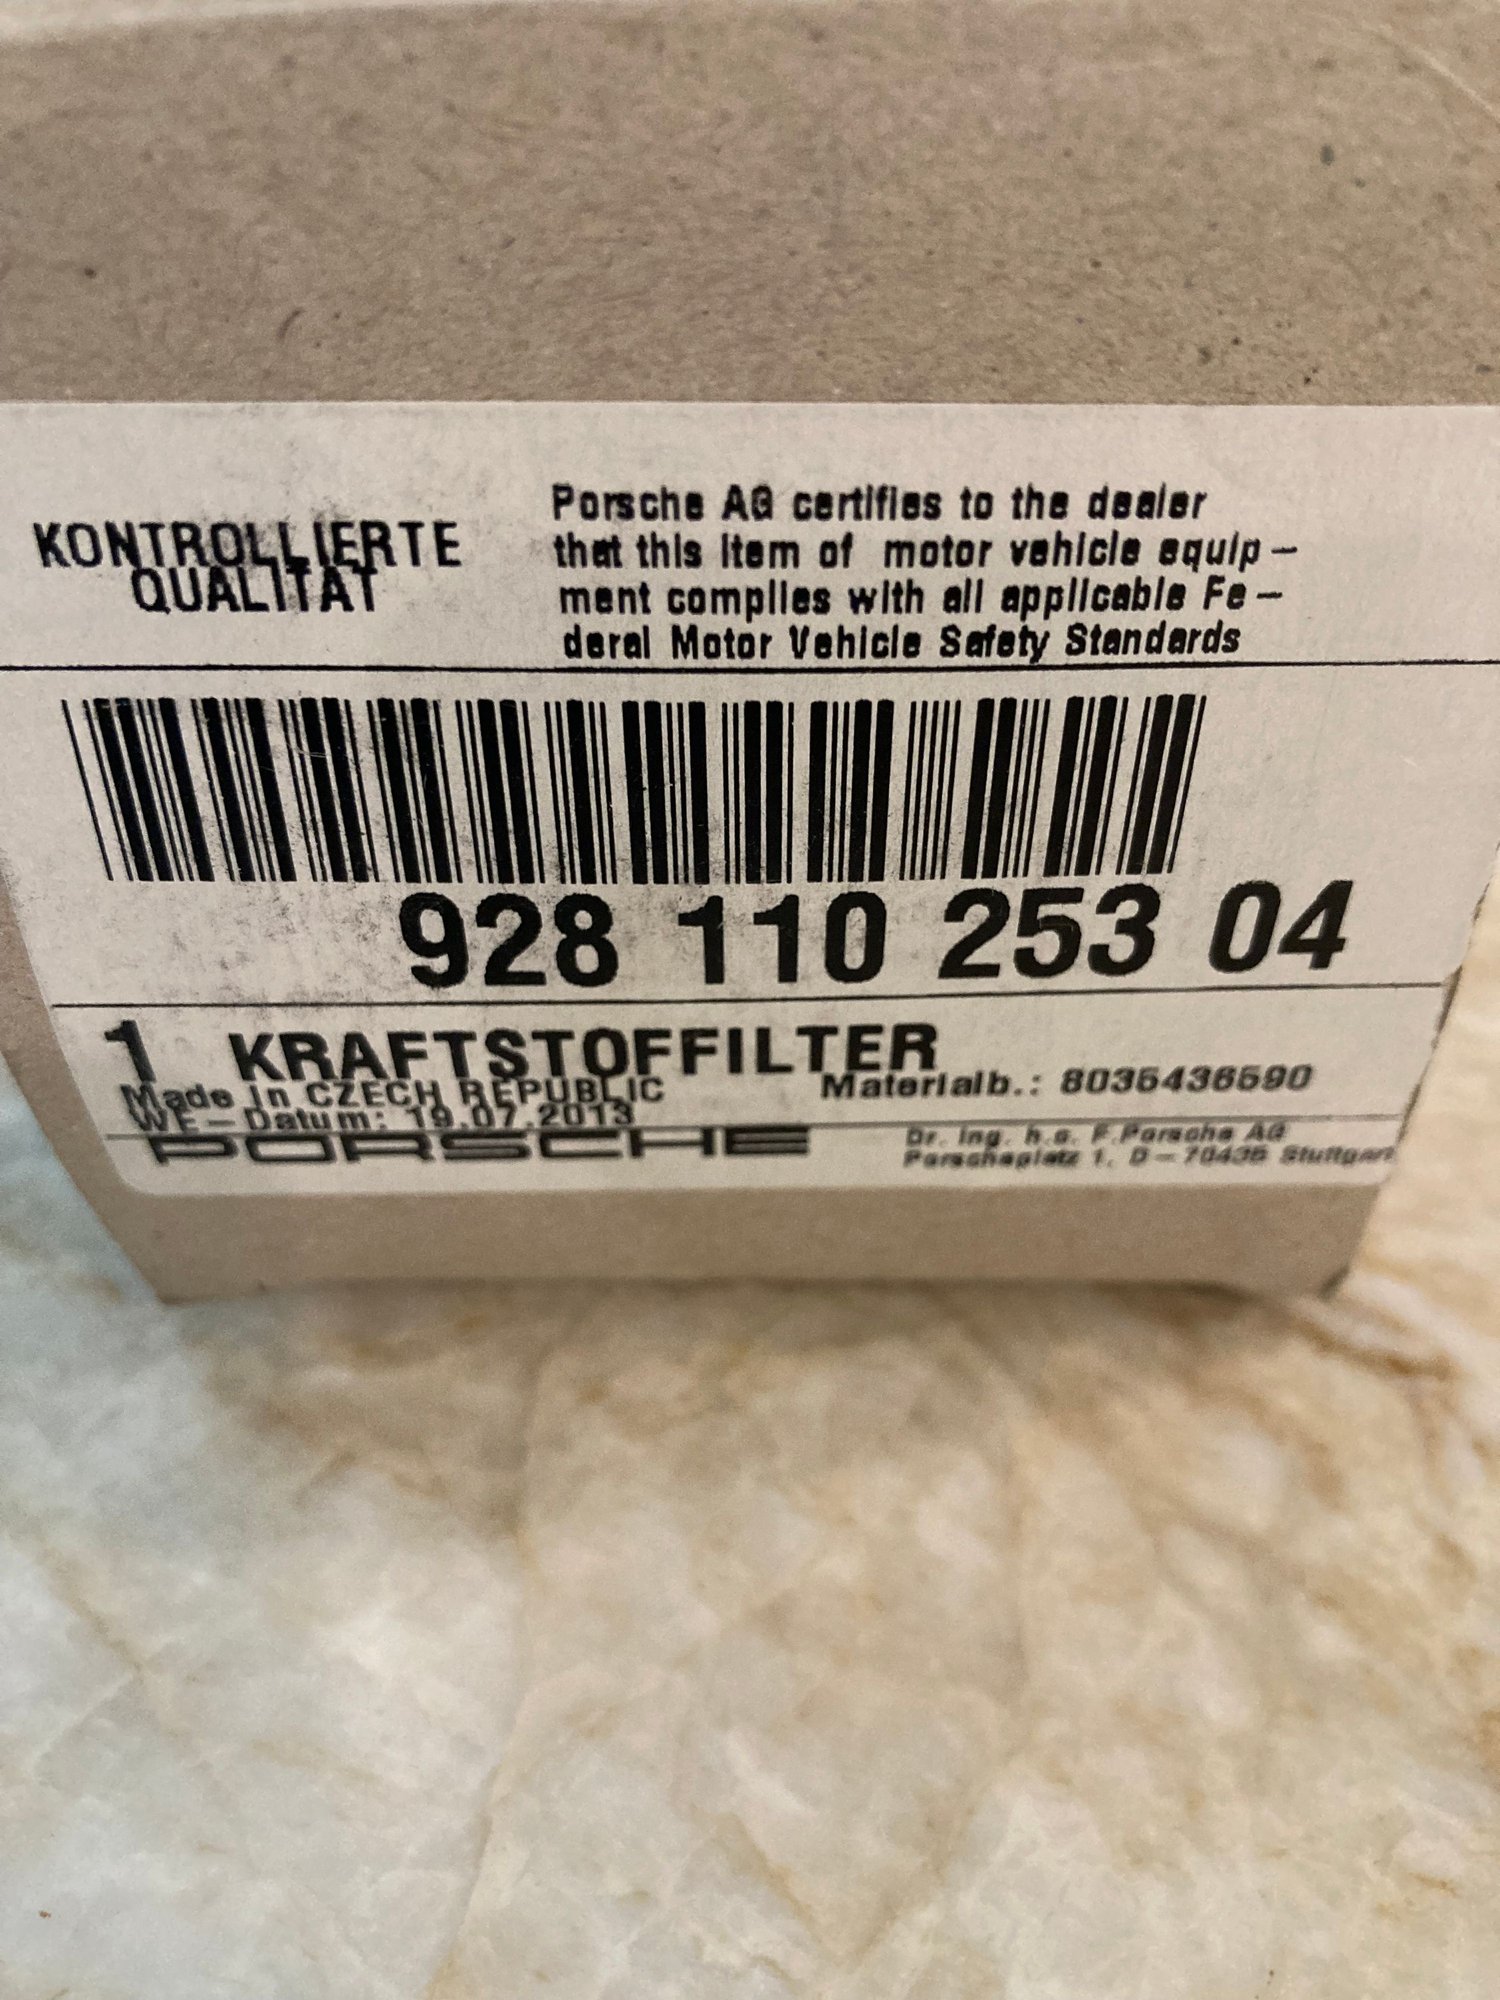 KONTROLLIERTE
QUALITÄT
Porsche AG certifies to the dealer
that this item of motor vehicle equip-
ment complies with all applicable Fe-
deral Motor Vehicle Safety Standards
928 110 253 04
1 KRAFTSTOFFILTER
Made in CZECH REPUBLIC
Materialb.: 8035436590
WE-Datum: 19.07.2013
PORSCHE
Dr. Ing. h.c. F.Porsche AG
Porscheplatz 1, D-70435 Stuttgart